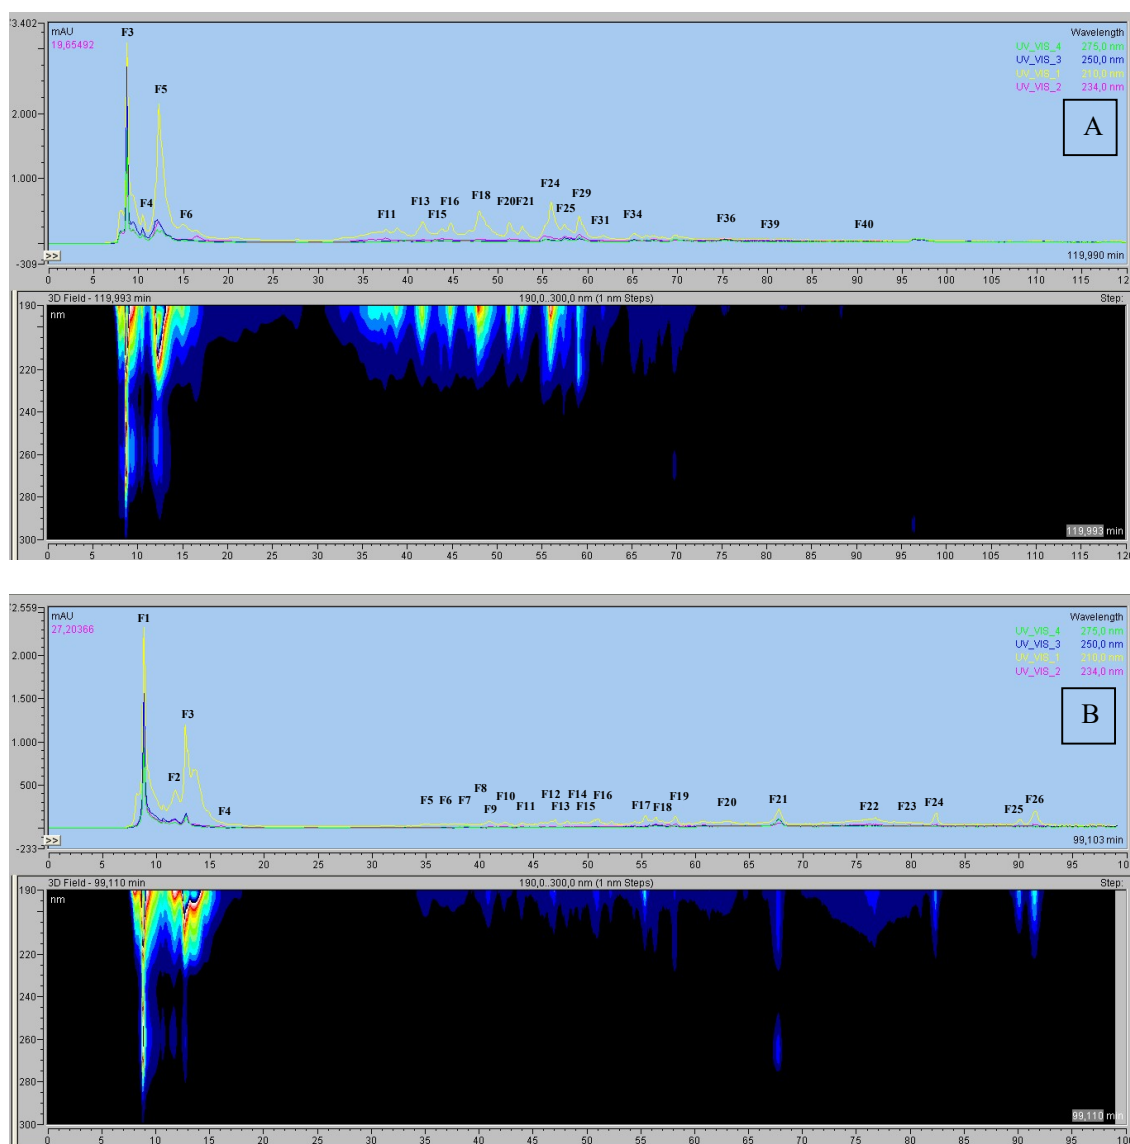 3.402
mAU
19,65492
Wavelength
UV_VIS_4 275,0 nm
UV_VIS_3 250,0 nm
UV_VIS_1 210,0 nm
UV_VIS_2 234,0 nm
A
F3
F5
F4
F6
F11
F13
F15
F16
F18
F20
F21
F24
F25
F29
F31
F34
F36
F39
F40
2.000
1.000
-309
>>
119,990 min
0 5 10 15 20 25 30 35 40 45 50 55 60 65 70 75 80 85 90 95 100 105 110 115 120
3D Field - 119,993 min 190,0..300,0 nm (1 nm Steps) Step:
nm
190
220
240
260
280
300
119,993 min
0 5 10 15 20 25 30 35 40 45 50 55 60 65 70 75 80 85 90 95 100 105 110 115 120
2.559
mAU
27,20366
Wavelength
UV_VIS_4 275,0 nm
UV_VIS_3 250,0 nm
UV_VIS_1 210,0 nm
UV_VIS_2 234,0 nm
B
F1
F2
F3
F4
F5
F6
F7
F8
F9
F10
F11
F12
F13
F14
F15
F16
F17
F18
F19
F20
F21
F22
F23
F24
F25
F26
2.000
1.500
1.000
500
-233
>>
99,103 min
0 5 10 15 20 25 30 35 40 45 50 55 60 65 70 75 80 85 90 95 10
3D Field - 99,110 min 190,0..300,0 nm (1 nm Steps) Step:
nm
190
220
240
260
280
300
99,110 min
0 5 10 15 20 25 30 35 40 45 50 55 60 65 70 75 80 85 90 95 10